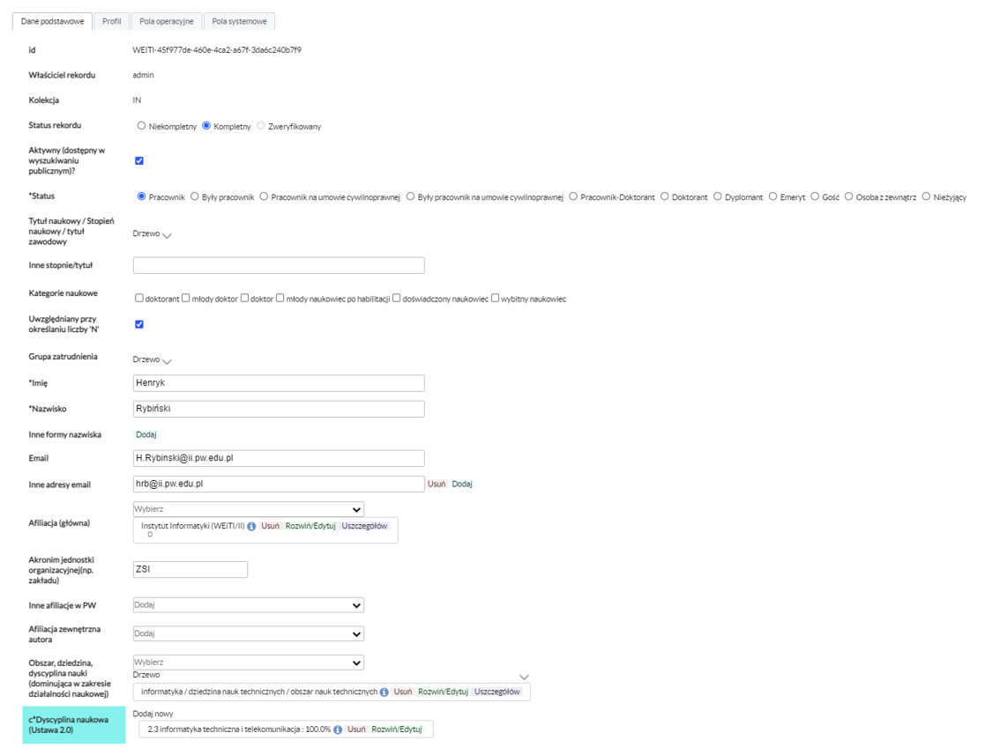 Dane podstawowe Profil Pola operacyjne Pola systemowe
id WEITI-45f977de-460e-4ca2-a67f-3da6c240b7f9
Właściciel rekordu admin
Kolekcja IN
Status rekordu Niekompletny Kompletny Zweryfikowany
Aktywny (dostępny w
wyszukiwaniu
publicznym)?
*Status Pracownik Były pracownik Pracownik na umowie cywilnoprawnej Były pracownik na umowie cywilnoprawnej Pracownik-Doktorant Doktorant Dyplomant Emeryt Gość Osoba z zewnątrz Nieżyjący
Tytuł naukowy / Stopień
naukowy / tytuł
zawodowy
Drzewo
Inne stopnie/tytuł
Kategorie naukowe doktorant młody doktor doktor młody naukowiec po habilitacji doświadczony naukowiec wybitny naukowiec
Uwzględniany przy
określaniu liczby 'N'
Grupa zatrudnienia Drzewo
*Imię Henryk
*Nazwisko Rybiński
Inne formy nazwiska Dodaj
Email H.Rybinski@ii.pw.edu.pl
Inne adresy email hrb@ii.pw.edu.pl Usuń Dodaj
Afiliacja (główna)
Wybierz
Instytut Informatyki (WEiTI/II) Usuń Rozwiń/Edytuj Uszczegółów
D
Akronim jednostki
organizacyjnej(np.
zakładu)
ZSI
Inne afiliacje w PW Dodaj
Afiliacja zewnętrzna
autora
Dodaj
Obszar, dziedzina,
dyscyplina nauki
(dominująca w zakresie
działalności naukowej)
Wybierz
Drzewo
informatyka / dziedzina nauk technicznych / obszar nauk technicznych Usuń Rozwiń/Edytuj Uszczegółów
c*Dyscyplina naukowa
(Ustawa 2.0)
Dodaj nowy
2.3 informatyka techniczna i telekomunikacja : 100.0% Usuń Rozwiń/Edytuj